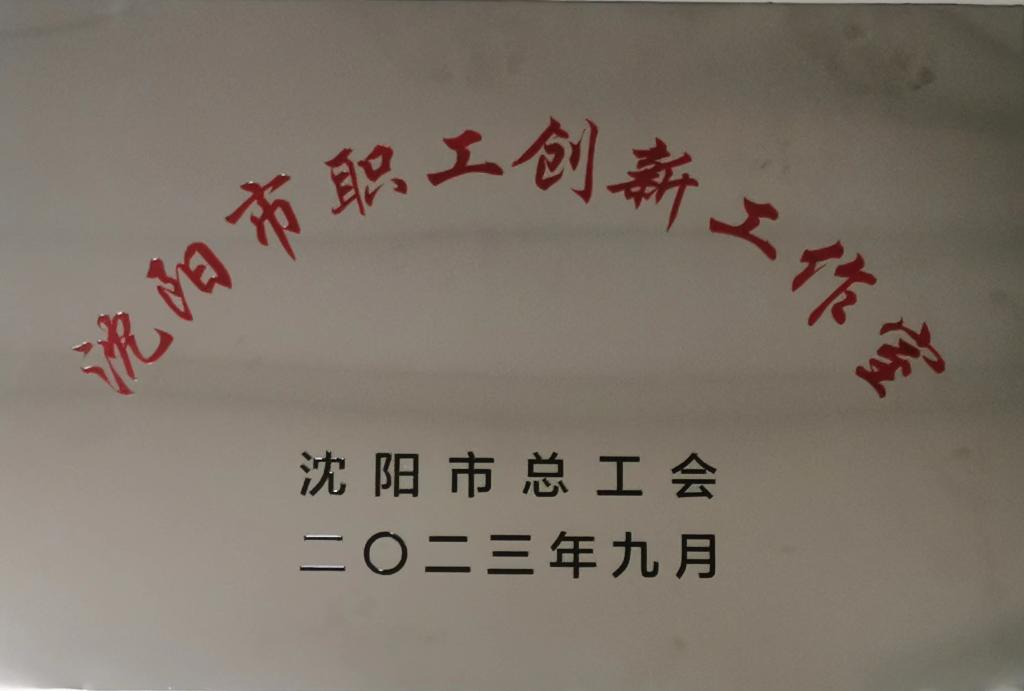 沈阳市职工创新工作室
沈阳市总工会
二〇二三年九月